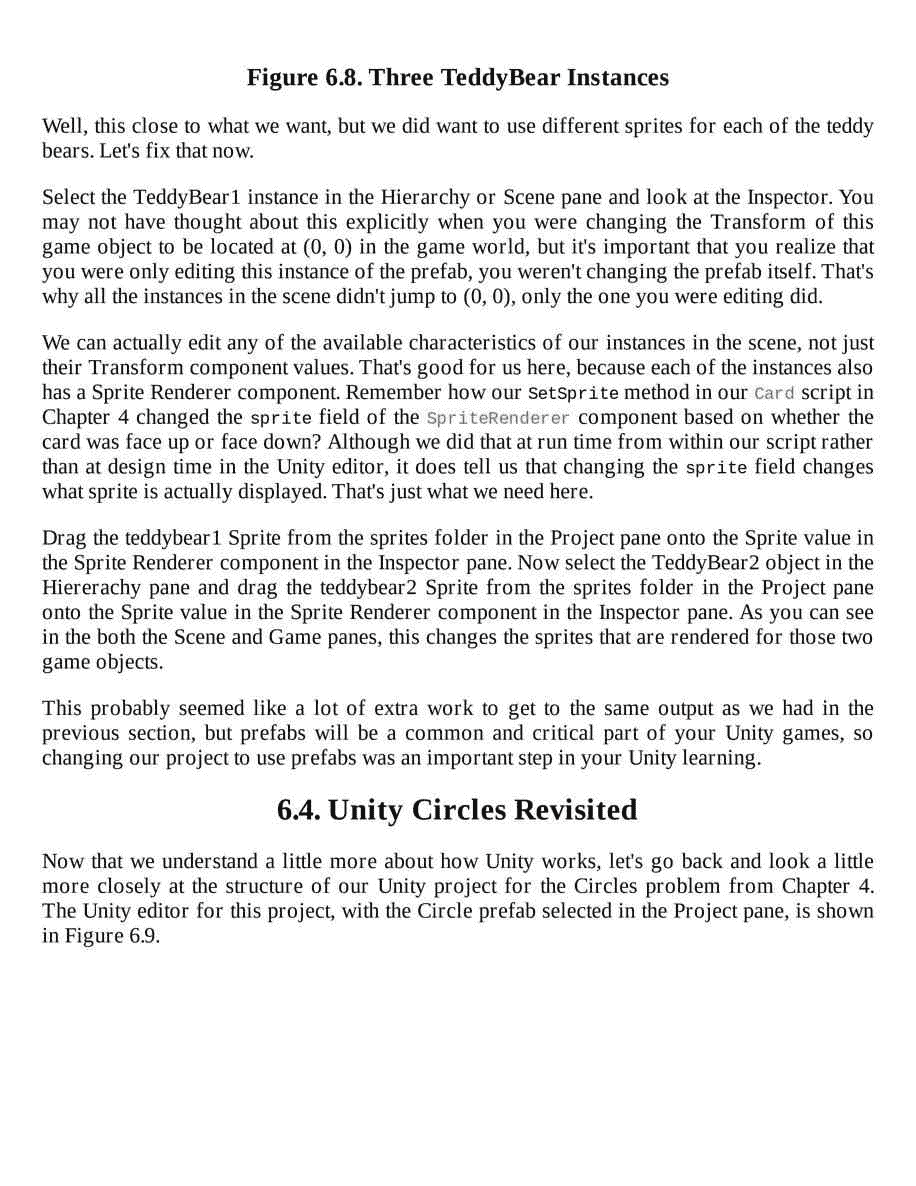 Figure 6.8. Three TeddyBear Instances
Well, this close to what we want, but we did want to use different sprites for each of the teddy
bears. Let's fix that now.
Select the TeddyBear1 instance in the Hierarchy or Scene pane and look at the Inspector. You
may not have thought about this explicitly when you were changing the Transform of this
game object to be located at (0, 0) in the game world, but it's important that you realize that
you were only editing this instance of the prefab, you weren't changing the prefab itself. That's
why all the instances in the scene didn't jump to (0, 0), only the one you were editing did.
We can actually edit any of the available characteristics of our instances in the scene, not just
their Transform component values. That's good for us here, because each of the instances also
has a Sprite Renderer component. Remember how our SetSprite method in our Card script in
Chapter 4 changed the sprite field of the SpriteRenderer component based on whether the
card was face up or face down? Although we did that at run time from within our script rather
than at design time in the Unity editor, it does tell us that changing the sprite field changes
what sprite is actually displayed. That's just what we need here.
Drag the teddybear1 Sprite from the sprites folder in the Project pane onto the Sprite value in
the Sprite Renderer component in the Inspector pane. Now select the TeddyBear2 object in the
Hiererachy pane and drag the teddybear2 Sprite from the sprites folder in the Project pane
onto the Sprite value in the Sprite Renderer component in the Inspector pane. As you can see
in the both the Scene and Game panes, this changes the sprites that are rendered for those two
game objects.
This probably seemed like a lot of extra work to get to the same output as we had in the
previous section, but prefabs will be a common and critical part of your Unity games, so
changing our project to use prefabs was an important step in your Unity learning.
6.4. Unity Circles Revisited
Now that we understand a little more about how Unity works, let's go back and look a little
more closely at the structure of our Unity project for the Circles problem from Chapter 4.
The Unity editor for this project, with the Circle prefab selected in the Project pane, is shown
in Figure 6.9.